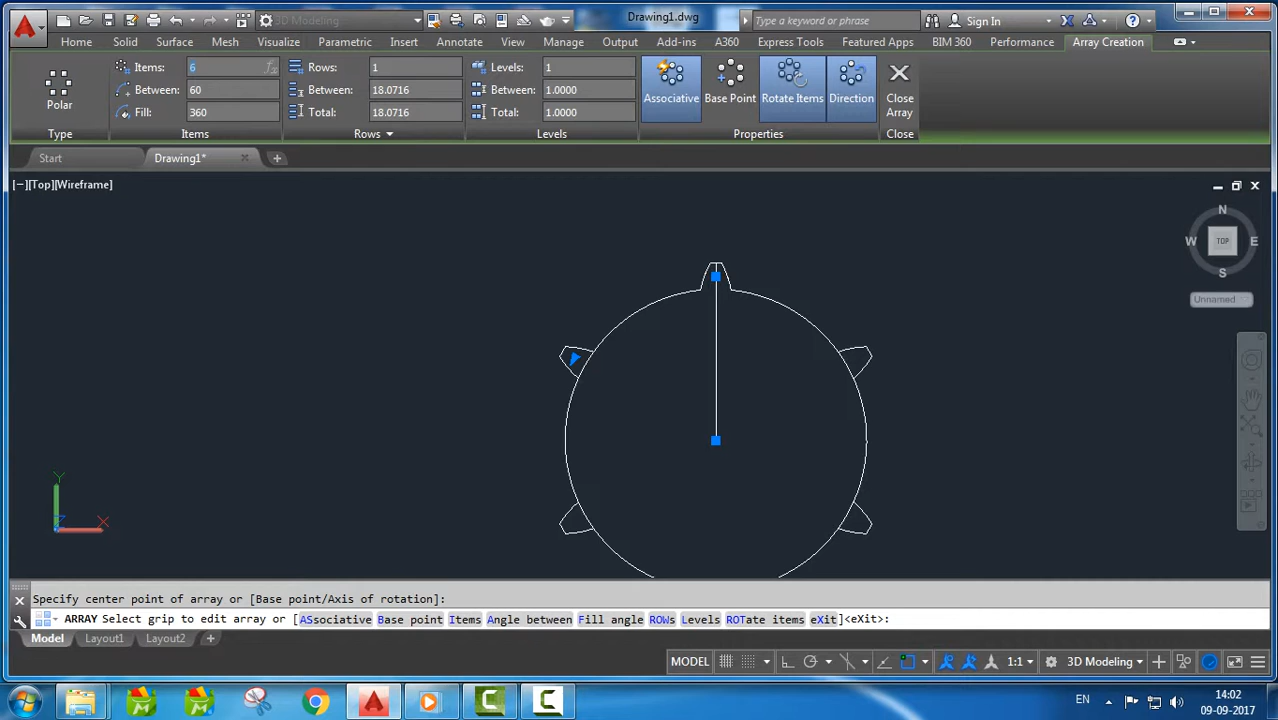 3D Modeling
Drawing1.dwg
Type a keyword or phrase
Sign In
Home Solid Surface Mesh Visualize Parametric Insert Annotate View Manage Output Add-ins A360 Express Tools Featured Apps BIM 360 Performance Array Creation
Items: 6 Rows: 1 Levels: 1
Between: 60 Between: 18.0716 Between: 1.0000
Fill: 360 Total: 18.0716 Total: 1.0000
Polar
Associative Base Point Rotate Items Direction Close Array
Type Items Rows Levels Properties Close
Start Drawing1*
[−][Top][Wireframe]
N
W TOP E
S
Unnamed
Y
X
Z
Specify center point of array or [Base point/Axis of rotation]:
ARRAY Select grip to edit array or [ASsociative Base point Items Angle between Fill angle ROWs Levels ROTate items eXit]<eXit>:
Model Layout1 Layout2
MODEL 1:1 3D Modeling
EN 14:02
09-09-2017